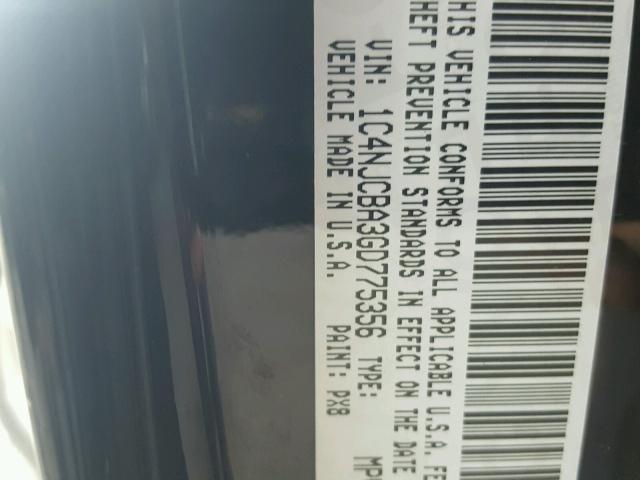 HIS VEHICLE CONFORMS TO ALL APPLICABLE U.S.A. FE
HEFT PREVENTION STANDARDS IN EFFECT ON THE DATE
VIN: 1C4NJCBA3GD775356 TYPE: MP
VEHICLE MADE IN U.S.A. PAINT: PX8